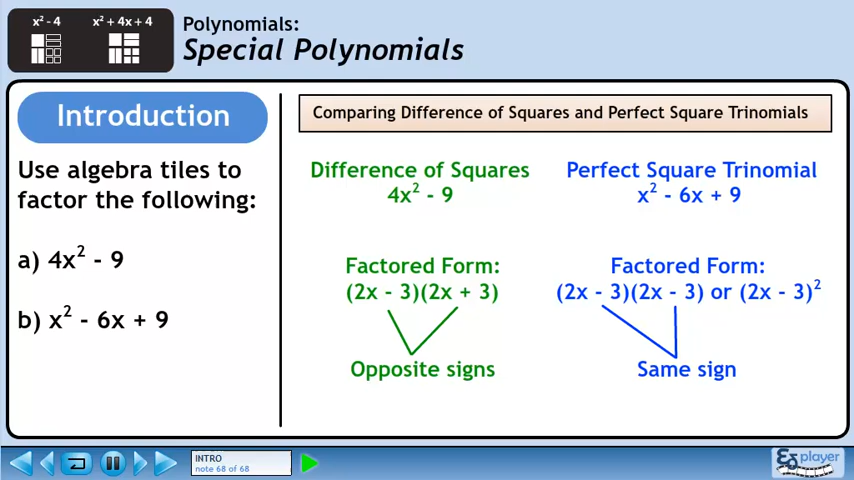 x² - 4
x² + 4x + 4
Polynomials:
Special Polynomials
Introduction
Use algebra tiles to
factor the following:
a) 4x² - 9
b) x² - 6x + 9
Comparing Difference of Squares and Perfect Square Trinomials
Difference of Squares
4x² - 9
Factored Form:
(2x - 3)(2x + 3)
Opposite signs
Perfect Square Trinomial
x² - 6x + 9
Factored Form:
(2x - 3)(2x - 3) or (2x - 3)²
Same sign
INTRO
note 68 of 68
player